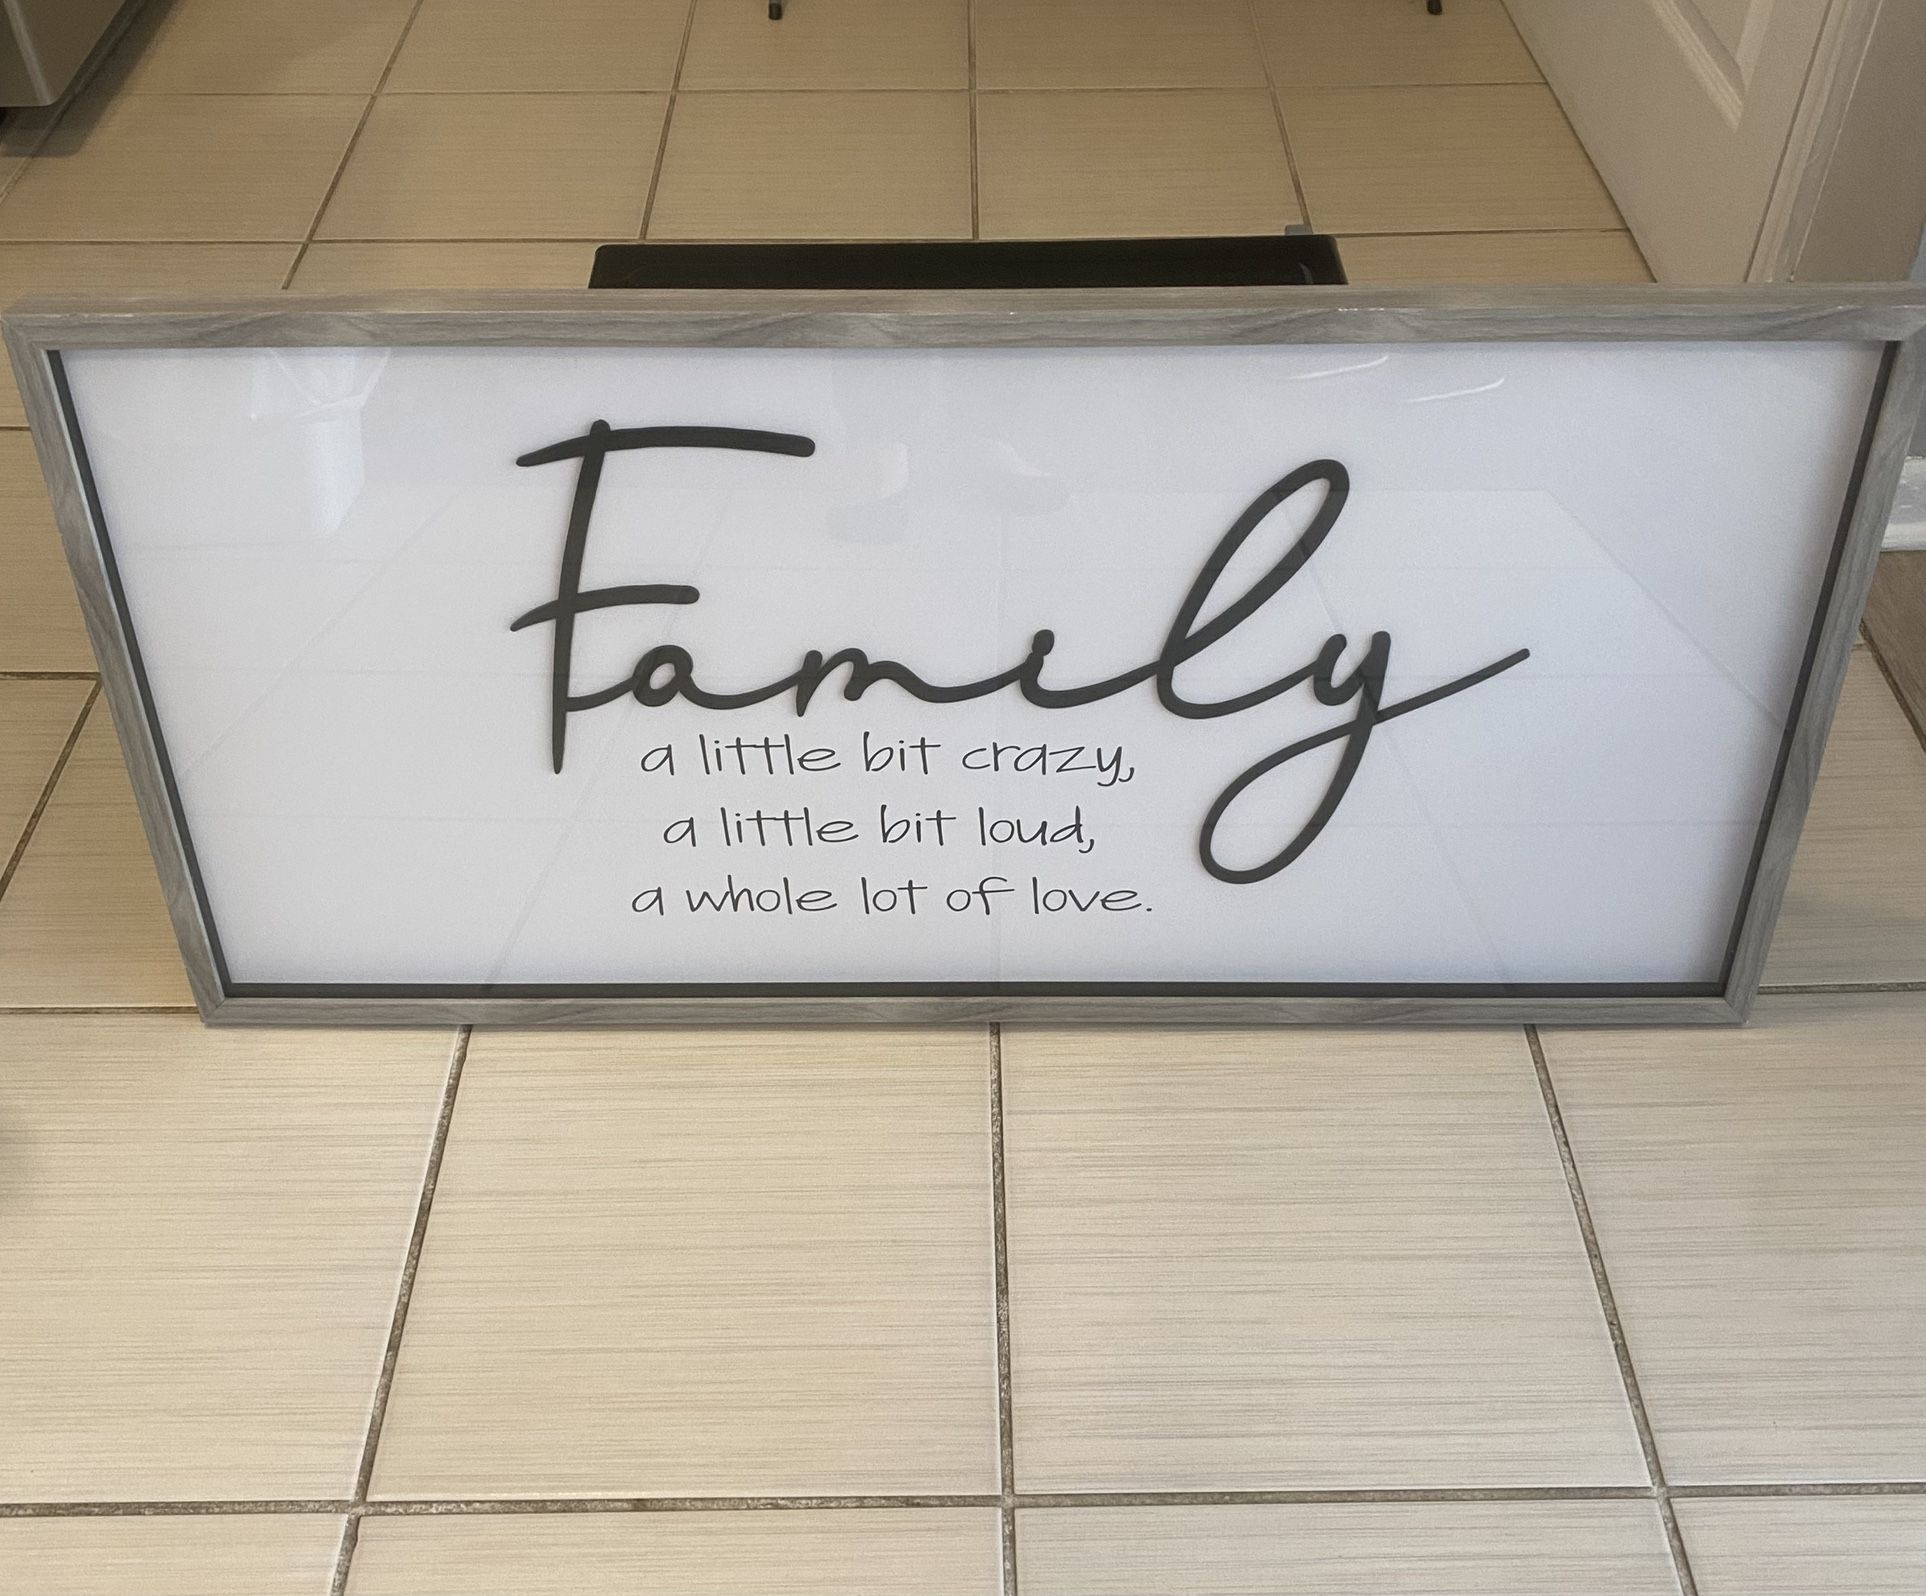 Family
a little bit crazy,
a little bit loud,
a whole lot of love.